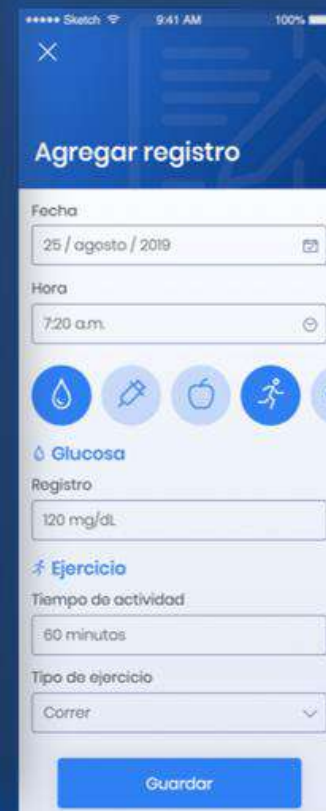 Sketch 9:41 AM 100%
Agregar registro
Fecha
25 / agosto / 2019
Hora
7:20 a.m.
Glucosa
Registro
120 mg/dL
Ejercicio
Tiempo de actividad
60 minutos
Tipo de ejercicio
Correr
Guardar